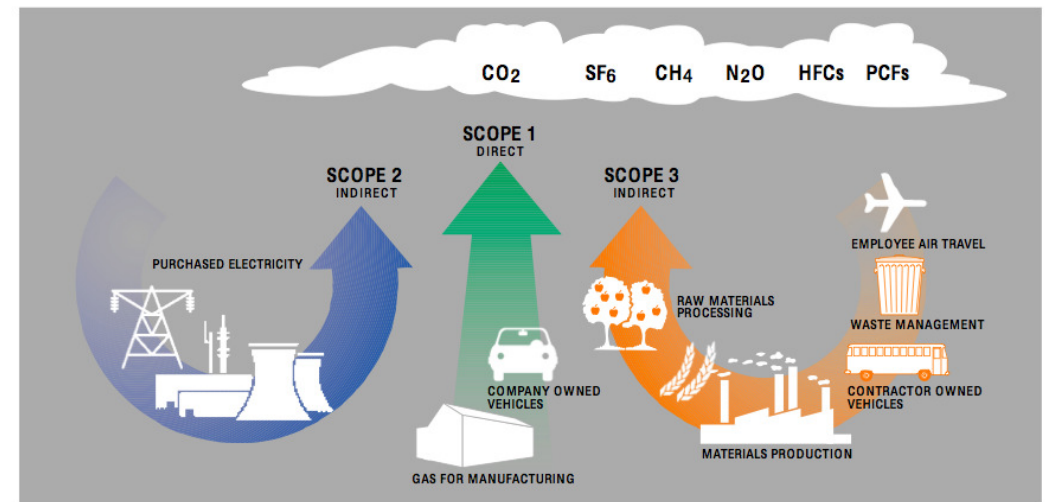 CO2 SF6 CH4 N2O HFCs PCFs
SCOPE 1
DIRECT
SCOPE 2
INDIRECT
SCOPE 3
INDIRECT
PURCHASED ELECTRICITY
COMPANY OWNED
VEHICLES
GAS FOR MANUFACTURING
RAW MATERIALS
PROCESSING
MATERIALS PRODUCTION
EMPLOYEE AIR TRAVEL
WASTE MANAGEMENT
CONTRACTOR OWNED
VEHICLES